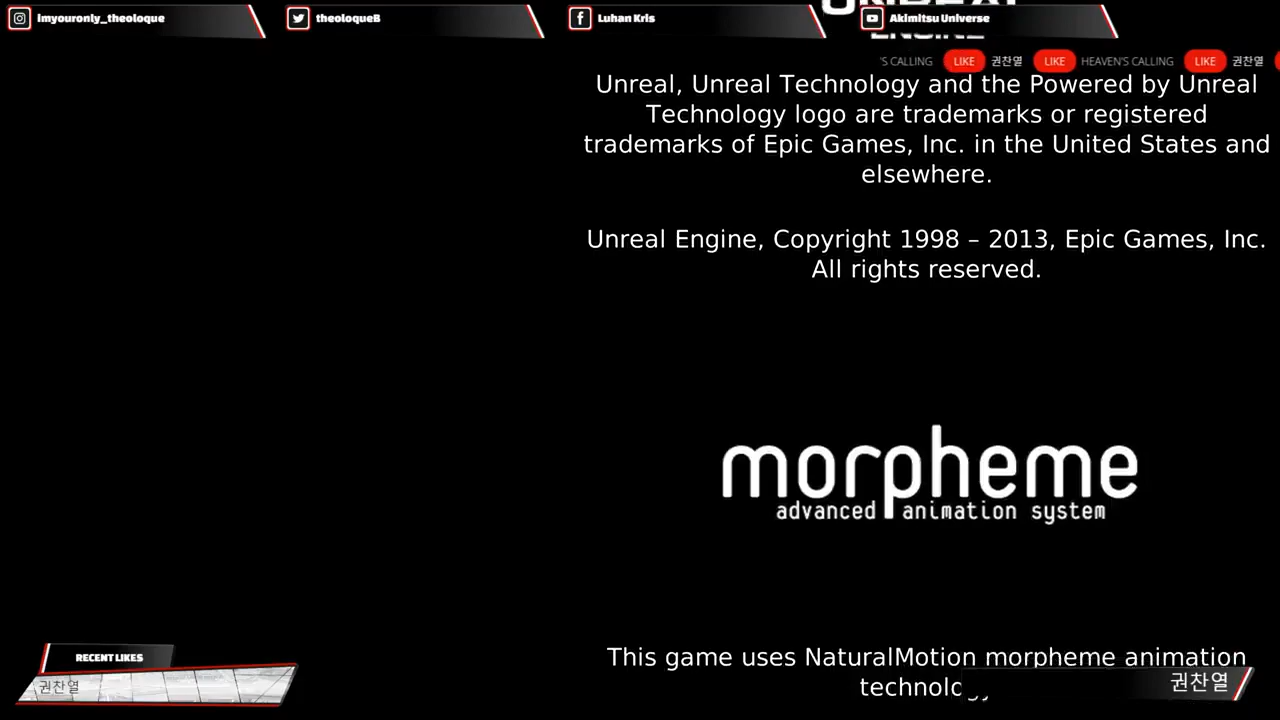 Imyouronly_theoloque
theoloqueB
Luhan Kris
Akimitsu Universe
UNREAL
ENGINE
'S CALLING LIKE 권찬열 LIKE HEAVEN'S CALLING LIKE 권찬열
Unreal, Unreal Technology and the Powered by Unreal
Technology logo are trademarks or registered
trademarks of Epic Games, Inc. in the United States and
elsewhere.
Unreal Engine, Copyright 1998 – 2013, Epic Games, Inc.
All rights reserved.
morpheme
advanced animation system
This game uses NaturalMotion morpheme animation
RECENT LIKES
권찬열
권찬열